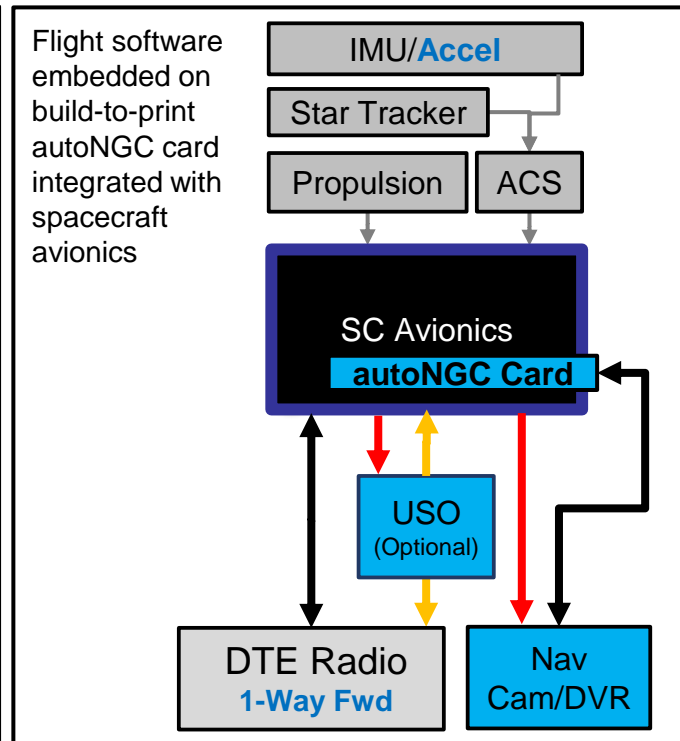 Flight software
embedded on
build-to-print
autoNGC card
integrated with
spacecraft
avionics
IMU/Accel
Star Tracker
Propulsion
ACS
SC Avionics
autoNGC Card
USO
(Optional)
DTE Radio
1-Way Fwd
Nav
Cam/DVR